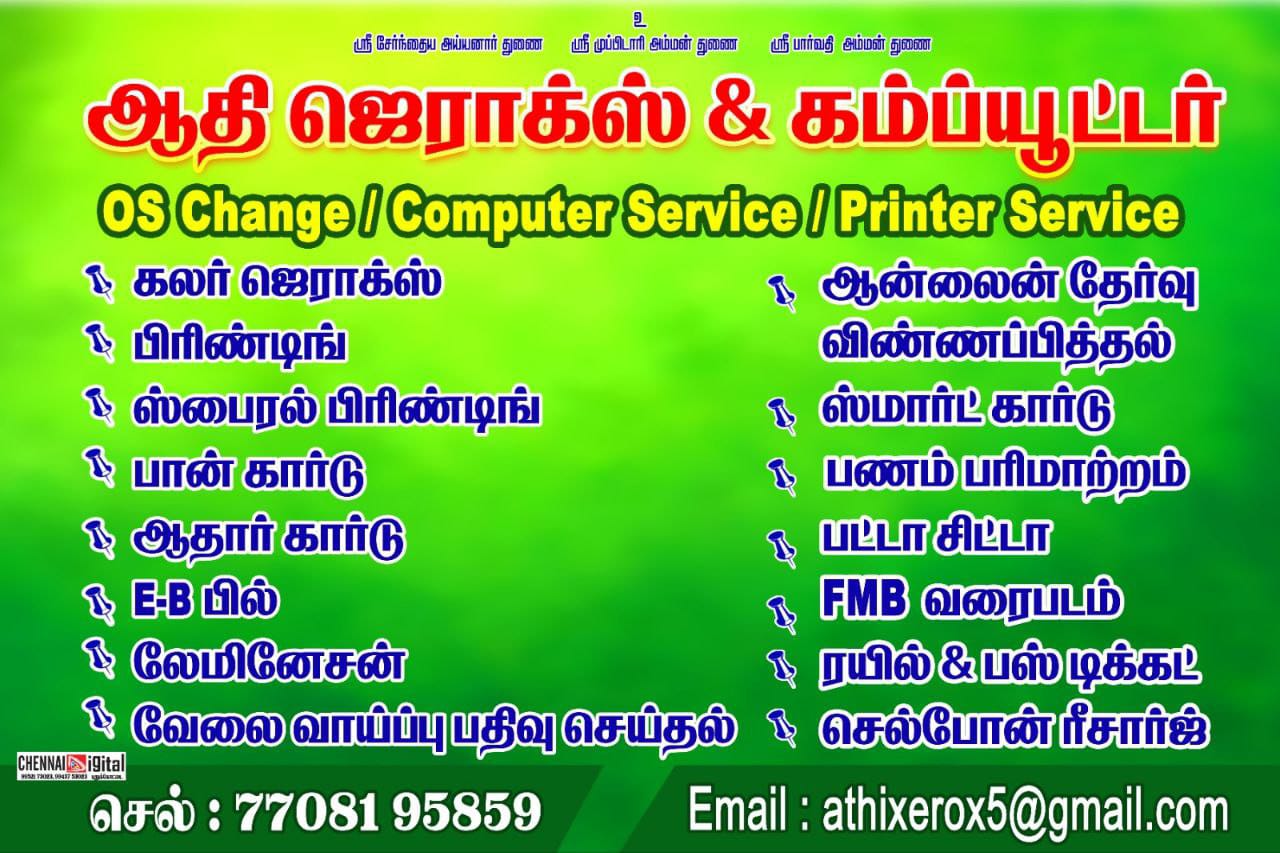 உ
ஸ்ரீ சேர்ந்தைய அய்யனார் துணை ஸ்ரீ முப்பிடாரி அம்மன் துணை ஸ்ரீ பார்வதி அம்மன் துணை
ஆதி ஜெராக்ஸ் & கம்ப்யூட்டர்
OS Change / Computer Service / Printer Service
கலர் ஜெராக்ஸ்
பிரிண்டிங்
ஸ்பைரல் பிரிண்டிங்
பான் கார்டு
ஆதார் கார்டு
E-B பில்
லேமினேசன்
வேலை வாய்ப்பு பதிவு செய்தல்
ஆன்லைன் தேர்வு
விண்ணப்பித்தல்
ஸ்மார்ட் கார்டு
பணம் பரிமாற்றம்
பட்டா சிட்டா
FMB வரைபடம்
ரயில் & பஸ் டிக்கட்
செல்போன் ரீசார்ஜ்
CHENNAI Digital
செல் : 77081 95859
Email : athixerox5@gmail.com